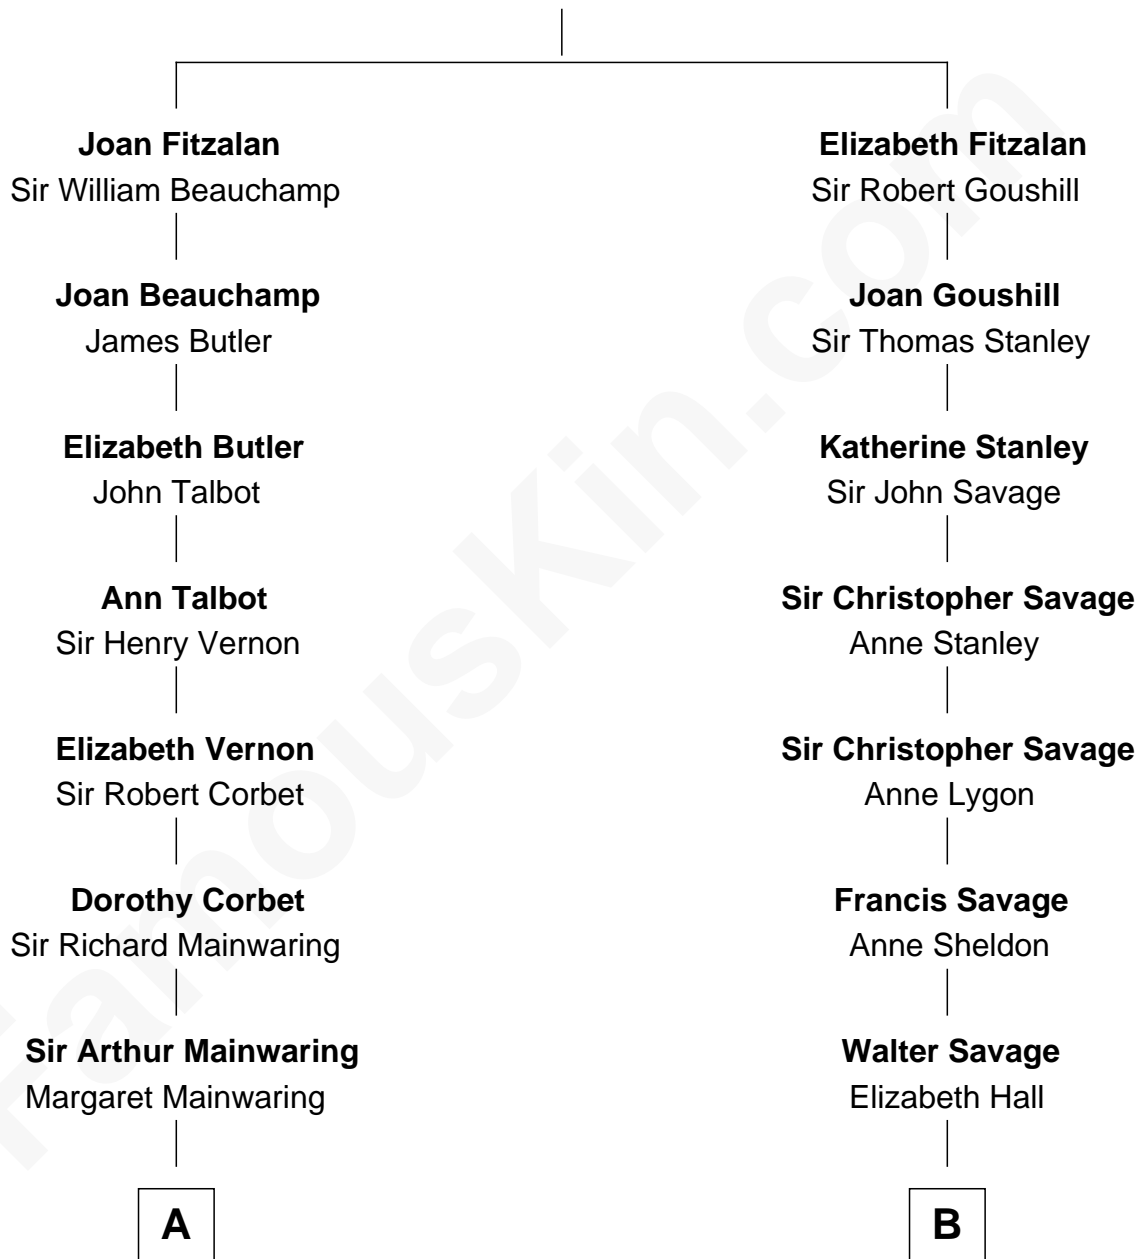 Joan Fitzalan
Sir William Beauchamp
Joan Beauchamp
James Butler
Elizabeth Butler
John Talbot
Ann Talbot
Sir Henry Vernon
Elizabeth Vernon
Sir Robert Corbet
Dorothy Corbet
Sir Richard Mainwaring
Sir Arthur Mainwaring
Margaret Mainwaring
A
Elizabeth Fitzalan
Sir Robert Goushill
Joan Goushill
Sir Thomas Stanley
Katherine Stanley
Sir John Savage
Sir Christopher Savage
Anne Stanley
Sir Christopher Savage
Anne Lygon
Francis Savage
Anne Sheldon
Walter Savage
Elizabeth Hall
B
FamousKin.com